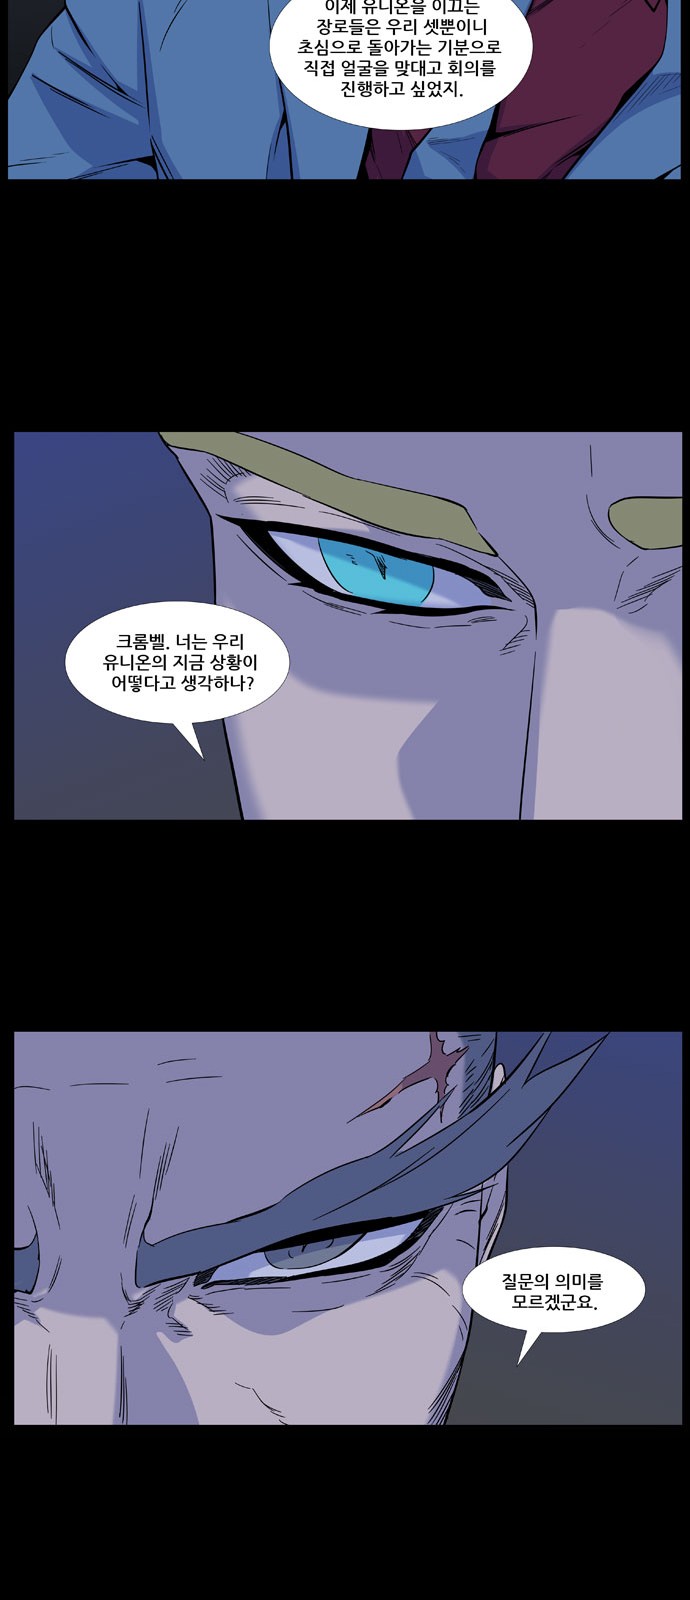 이제 유니온을 이끄는
장로들은 우리 셋뿐이니
초심으로 돌아가는 기분으로
직접 얼굴을 맞대고 회의를
진행하고 싶었지.
크롬벨. 너는 우리
유니온의 지금 상황이
어떻다고 생각하나?
질문의 의미를
모르겠군요.